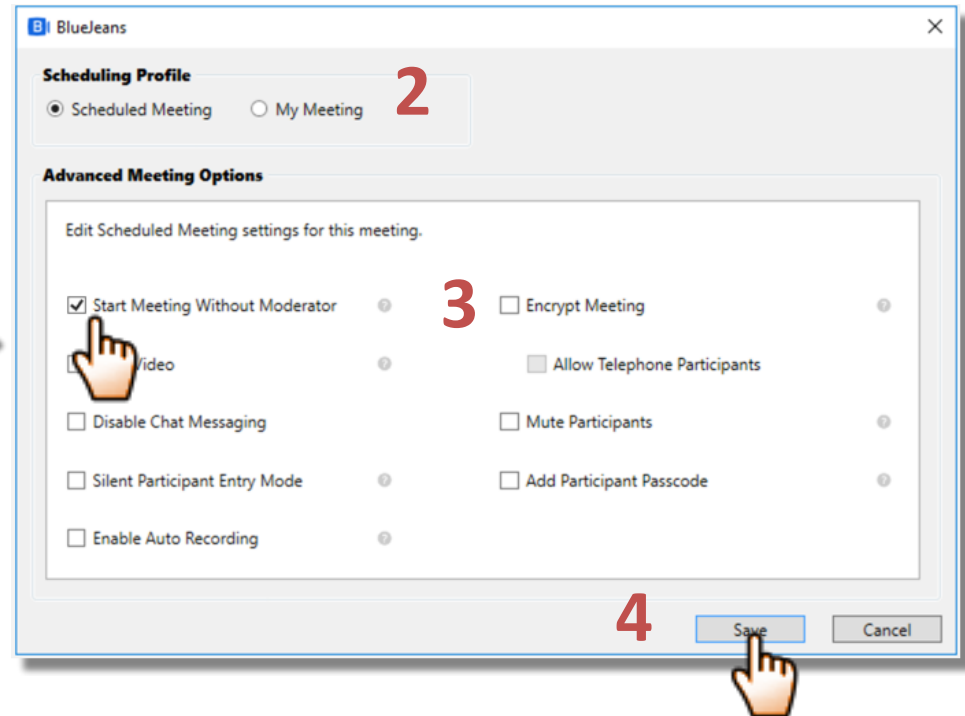 BlueJeans
Scheduling Profile
2
Scheduled Meeting My Meeting
Advanced Meeting Options
Edit Scheduled Meeting settings for this meeting.
3
Start Meeting Without Moderator Encrypt Meeting
Video Allow Telephone Participants
Disable Chat Messaging Mute Participants
Silent Participant Entry Mode Add Participant Passcode
Enable Auto Recording
4
Save Cancel